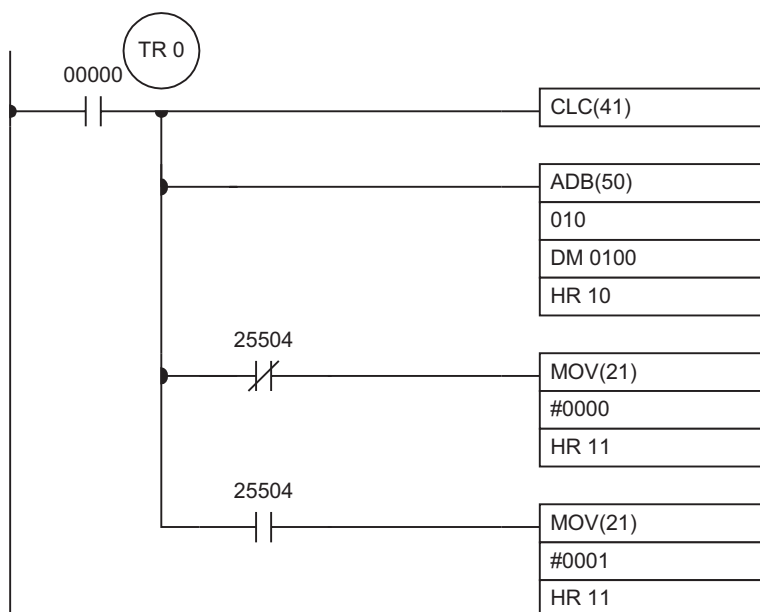 TR 0
00000
CLC(41)
ADB(50)
010
DM 0100
HR 10
25504
MOV(21)
#0000
HR 11
25504
MOV(21)
#0001
HR 11